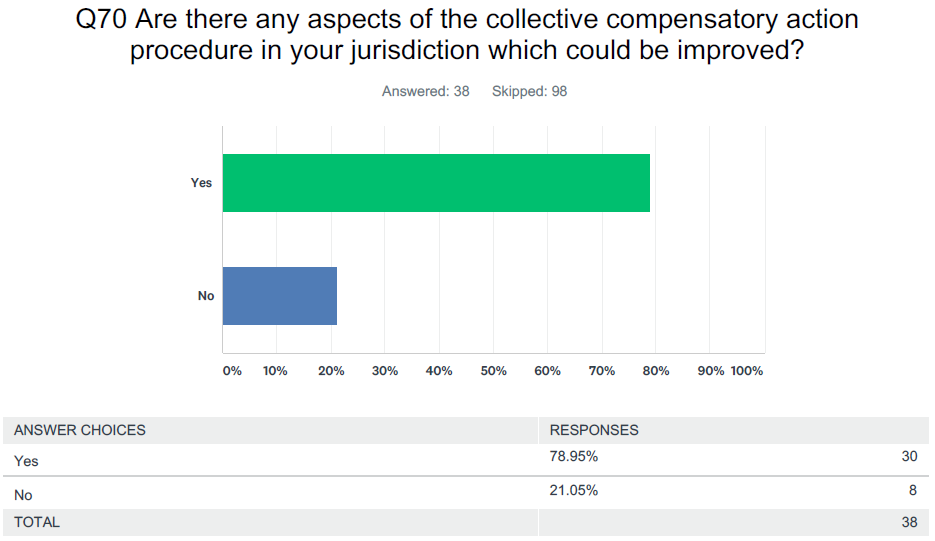 Q70 Are there any aspects of the collective compensatory action
procedure in your jurisdiction which could be improved?
Answered: 38 Skipped: 98
Yes
No
0% 10% 20% 30% 40% 50% 60% 70% 80% 90% 100%
ANSWER CHOICES RESPONSES
Yes 78.95% 30
No 21.05% 8
TOTAL 38